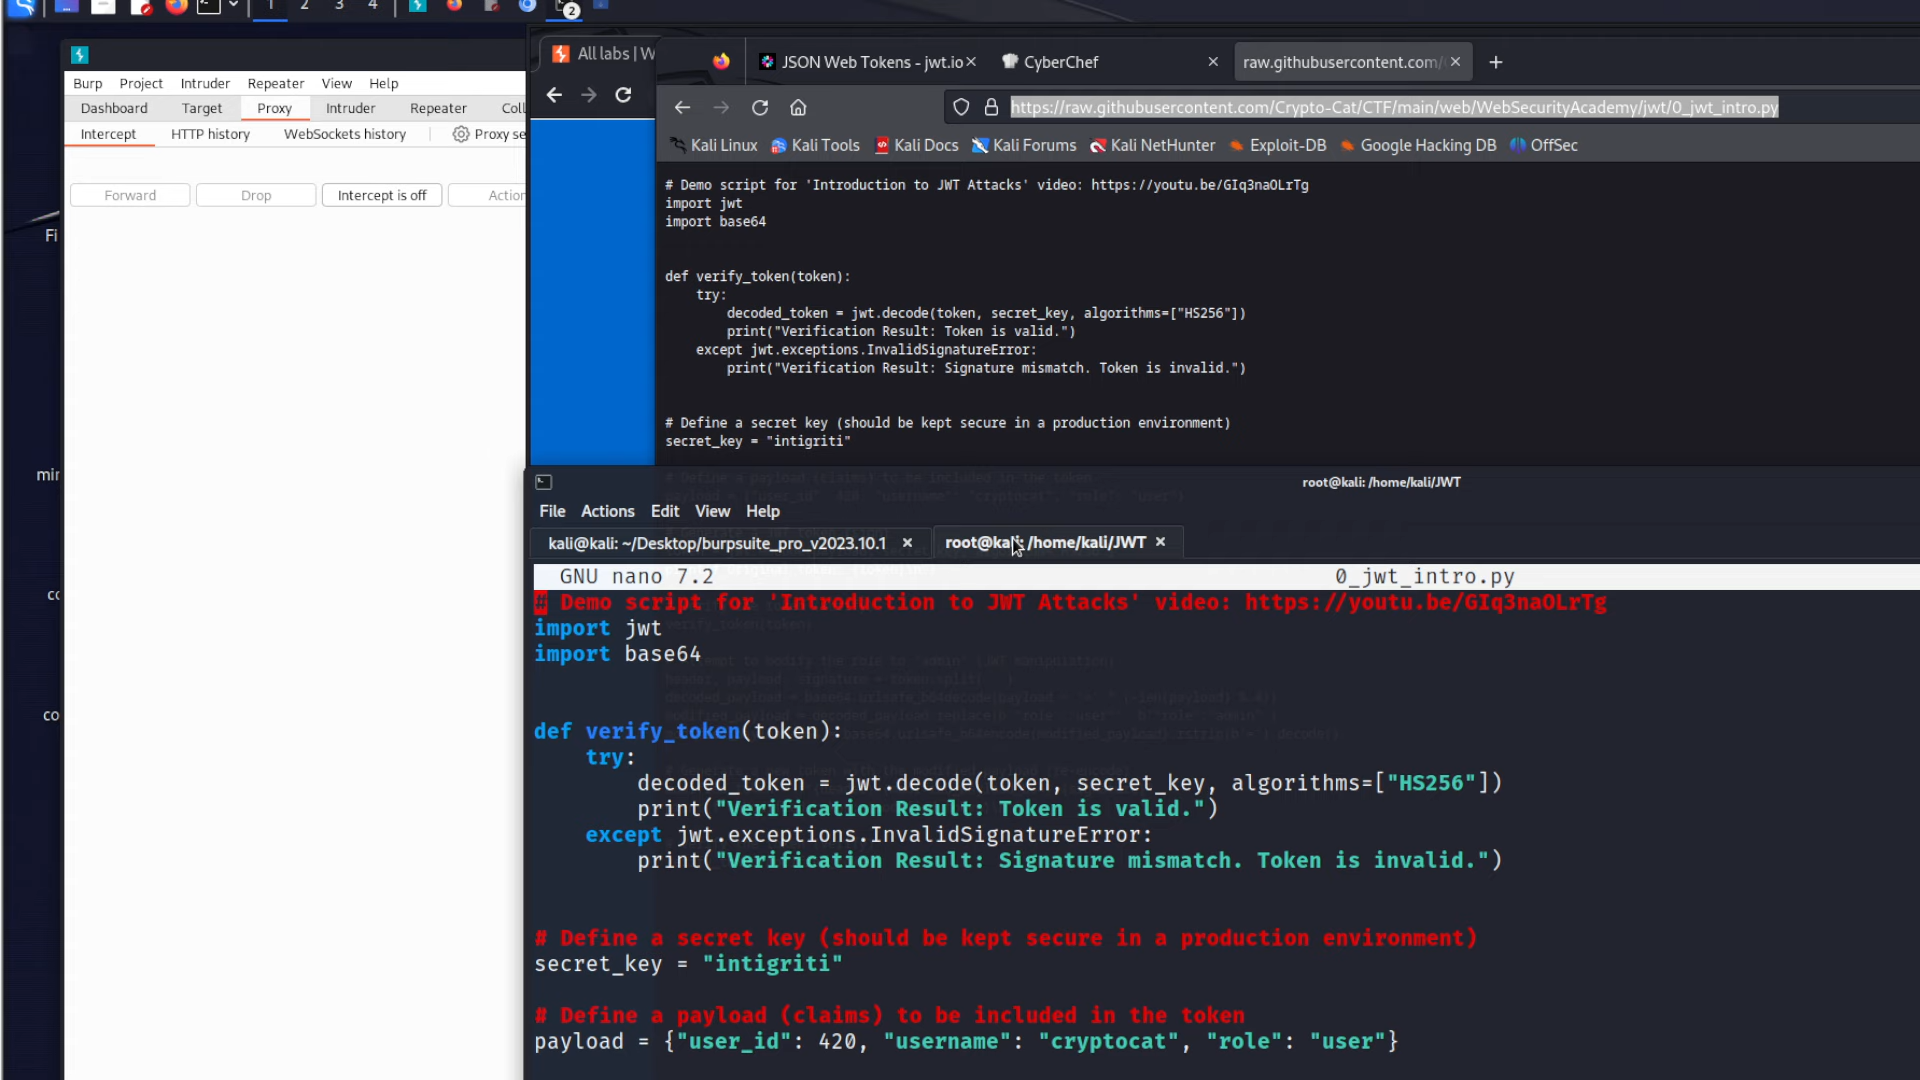 1 2 3 4
2
Burp Project Intruder Repeater View Help
Dashboard Target Proxy Intruder Repeater Coll
Intercept HTTP history WebSockets history Proxy se
Forward Drop Intercept is off Action
Fi
All labs | W
JSON Web Tokens - jwt.io
CyberChef
raw.githubusercontent.com/
https://raw.githubusercontent.com/Crypto-Cat/CTF/main/web/WebSecurityAcademy/jwt/0_jwt_intro.py
Kali Linux Kali Tools Kali Docs Kali Forums Kali NetHunter Exploit-DB Google Hacking DB OffSec
# Demo script for 'Introduction to JWT Attacks' video: https://youtu.be/GIq3naOLrTg
import jwt
import base64
def verify_token(token):
try:
decoded_token = jwt.decode(token, secret_key, algorithms=["HS256"])
print("Verification Result: Token is valid.")
except jwt.exceptions.InvalidSignatureError:
print("Verification Result: Signature mismatch. Token is invalid.")
# Define a secret key (should be kept secure in a production environment)
secret_key = "intigriti"
root@kali: /home/kali/JWT
File Actions Edit View Help
kali@kali: ~/Desktop/burpsuite_pro_v2023.10.1
root@kali: /home/kali/JWT
GNU nano 7.2 0_jwt_intro.py
# Demo script for 'Introduction to JWT Attacks' video: https://youtu.be/GIq3naOLrTg
import jwt
import base64
def verify_token(token):
try:
decoded_token = jwt.decode(token, secret_key, algorithms=["HS256"])
print("Verification Result: Token is valid.")
except jwt.exceptions.InvalidSignatureError:
print("Verification Result: Signature mismatch. Token is invalid.")
# Define a secret key (should be kept secure in a production environment)
secret_key = "intigriti"
# Define a payload (claims) to be included in the token
payload = {"user_id": 420, "username": "cryptocat", "role": "user"}